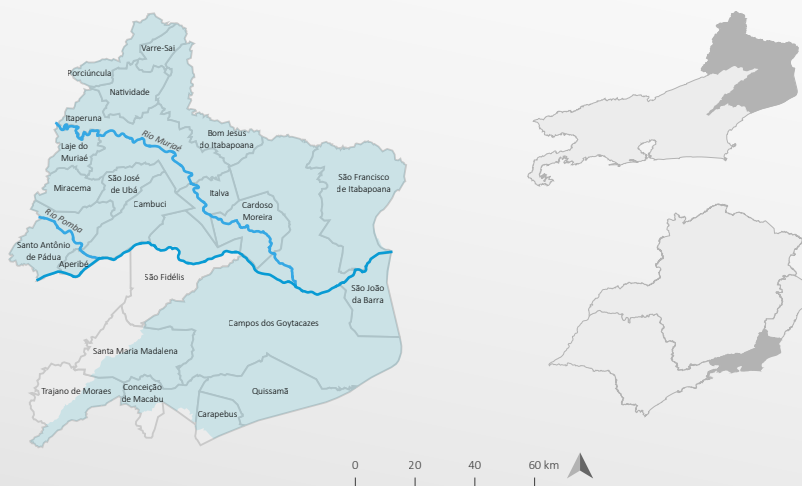 Varre-Sai
Porciúncula
Natividade
Itaperuna
Rio Muriaé
Bom Jesus
do Itabapoana
Laje do
Muriaé
São José
de Ubá
São Francisco
de Itabapoana
Miracema
Italva
Cambuci
Cardoso
Moreira
Rio Pomba
Santo Antônio
de Pádua
Aperibé
São Fidélis
São João
da Barra
Campos dos Goytacazes
Santa Maria Madalena
Trajano de Moraes
Conceição
de Macabu
Quissamã
Carapebus
0 20 40 60 km